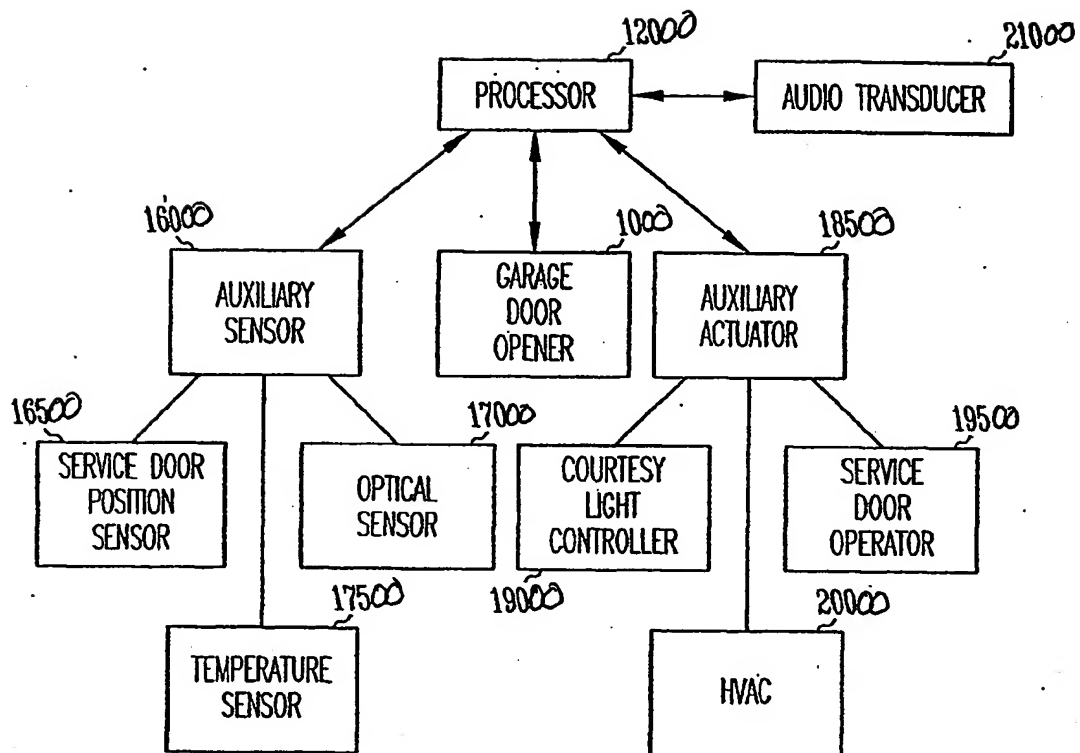 12000
21000
PROCESSOR
AUDIO TRANSDUCER
16000
1000
18500
AUXILIARY
SENSOR
GARAGE
DOOR
OPENER
AUXILIARY
ACTUATOR
16500
17000
19500
SERVICE DOOR
POSITION
SENSOR
OPTICAL
SENSOR
COURTESY
LIGHT
CONTROLLER
SERVICE
DOOR
OPERATOR
17500
19000
20000
TEMPERATURE
SENSOR
HVAC